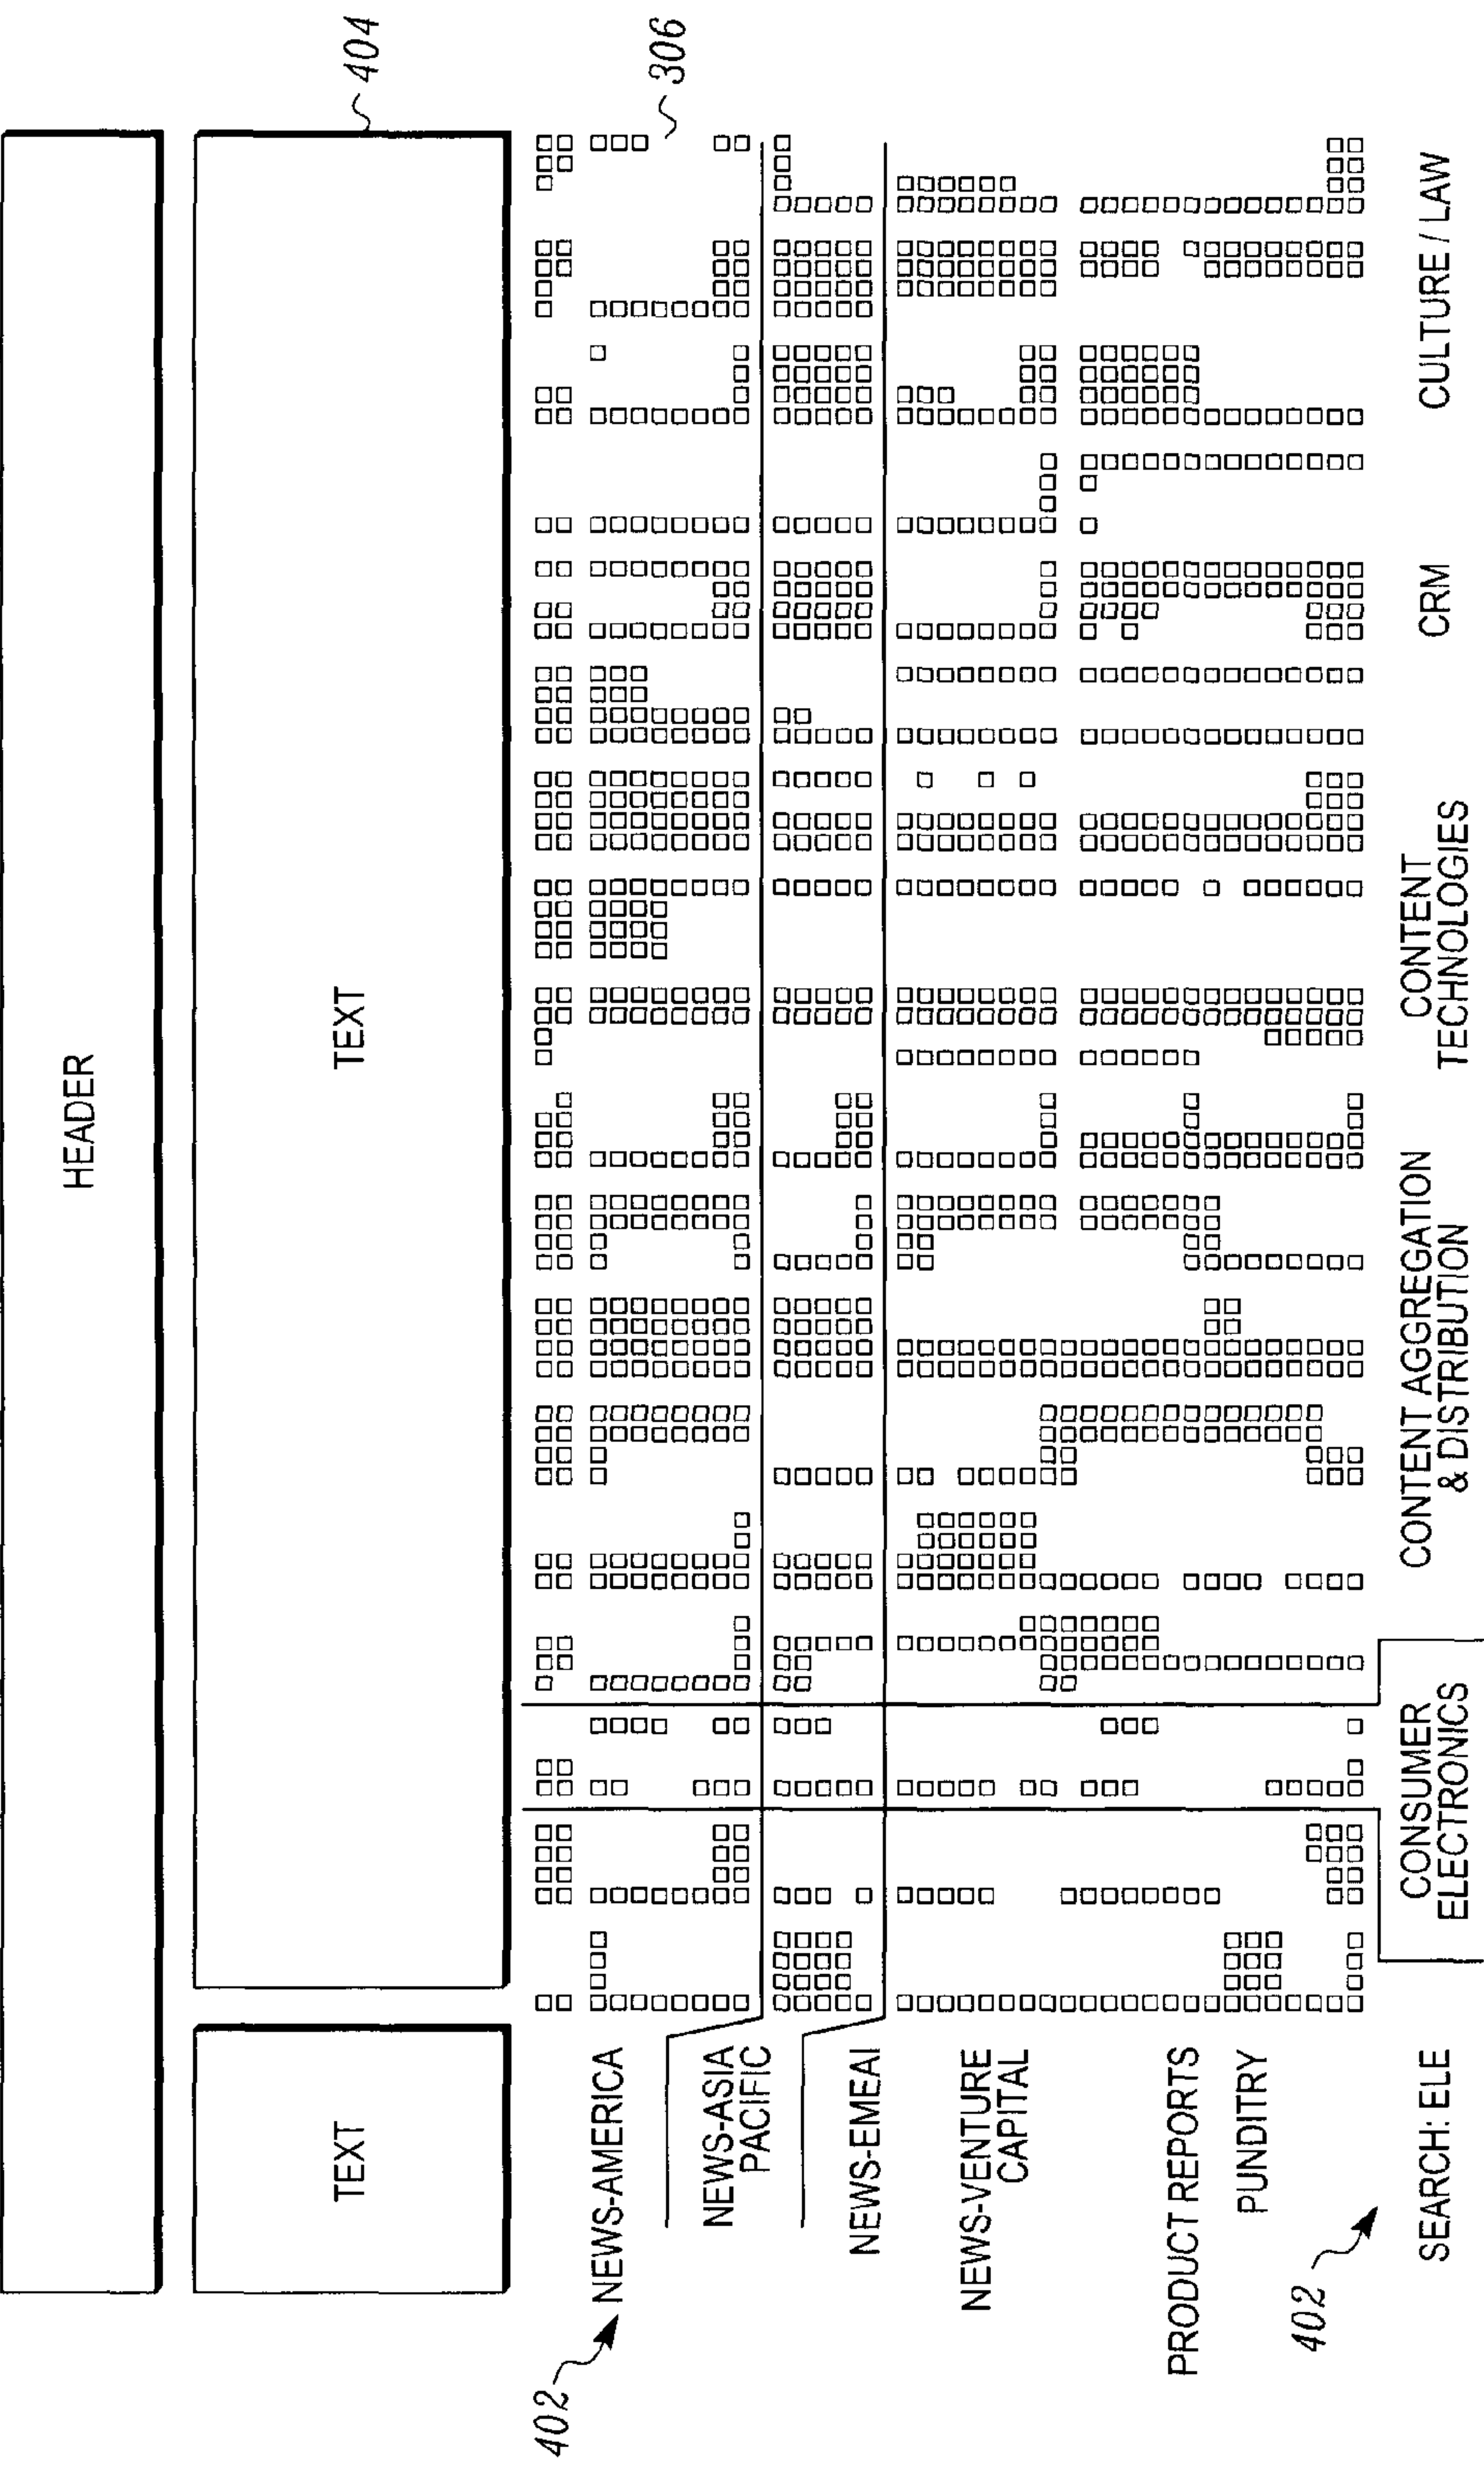 HEADER
TEXT
TEXT
404
306
402
NEWS-AMERICA
NEWS-ASIA
PACIFIC
NEWS-EMEAI
NEWS-VENTURE
CAPITAL
PRODUCT REPORTS
PUNDITRY
402
SEARCH: ELE
CONSUMER
ELECTRONICS
CONTENT AGGREGATION
& DISTRIBUTION
CONTENT
TECHNOLOGIES
CRM
CULTURE / LAW